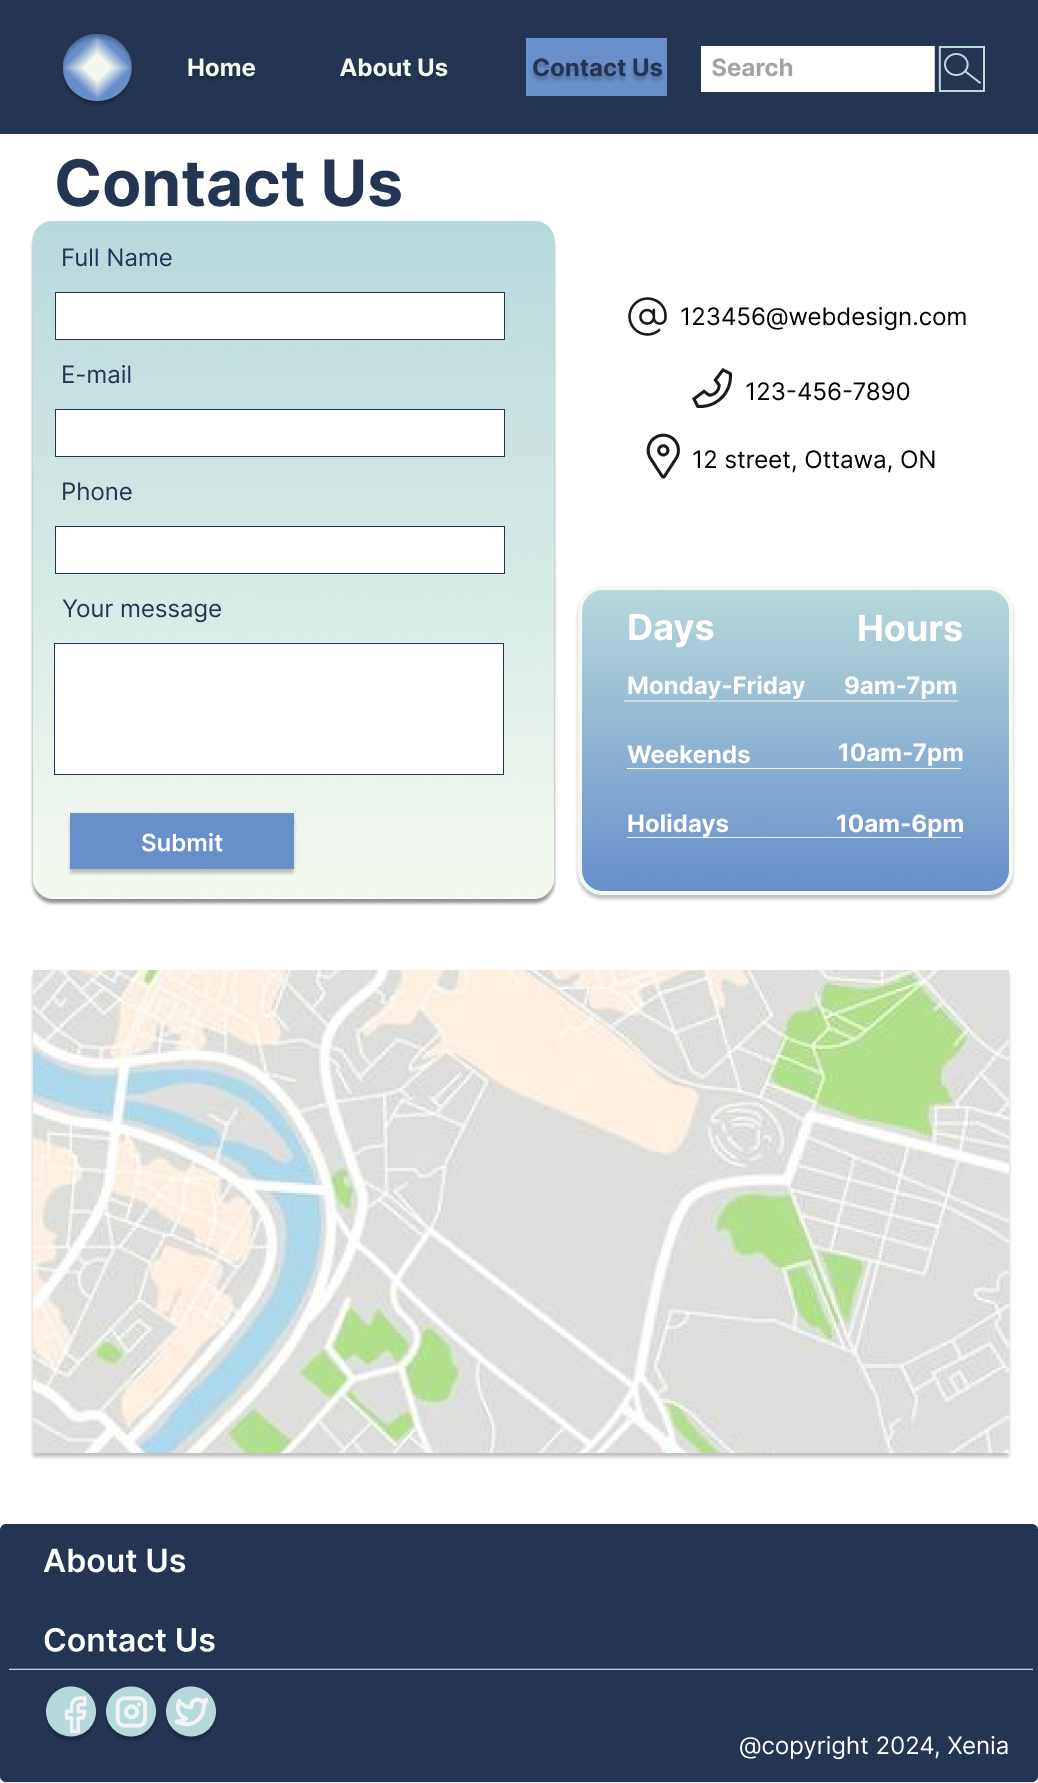 Home
About Us
Contact Us
Search
Contact Us
Full Name
E-mail
Phone
Your message
Submit
123456@webdesign.com
123-456-7890
12 street, Ottawa, ON
Days Hours
Monday-Friday 9am-7pm
Weekends 10am-7pm
Holidays 10am-6pm
About Us
Contact Us
@copyright 2024, Xenia